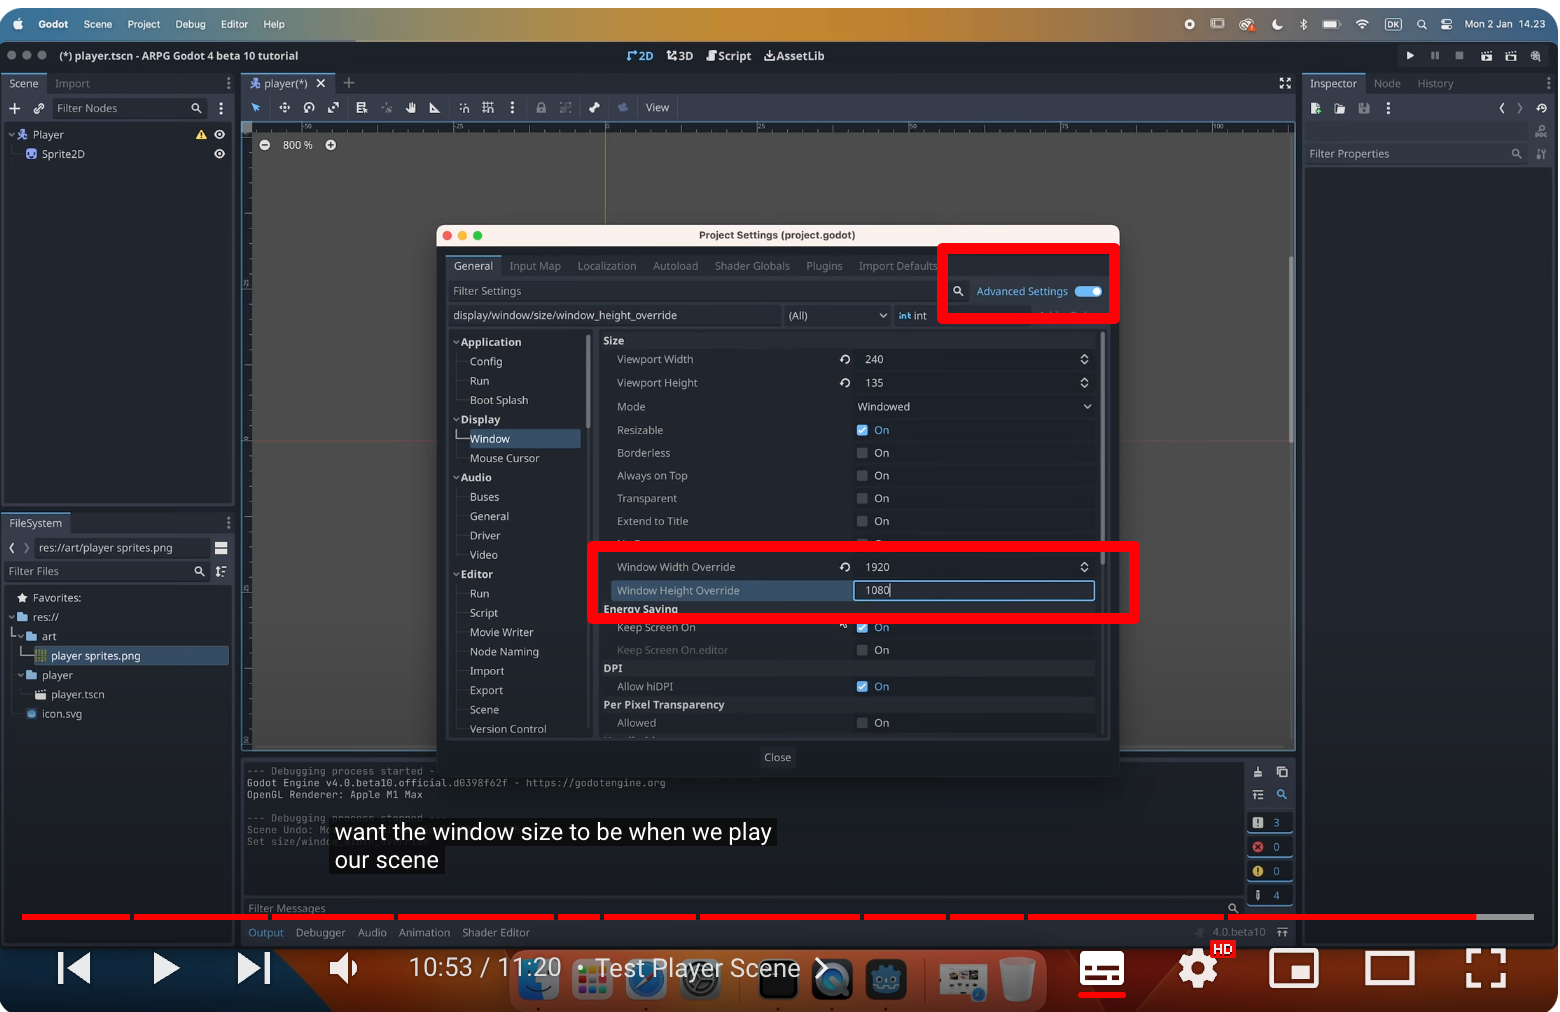 Godot Scene Project Debug Editor Help
DK Mon 2 Jan 14.23
(*) player.tscn - ARPG Godot 4 beta 10 tutorial
2D 3D Script AssetLib
Scene Import
player(*)
Inspector Node History
Filter Nodes
View
Player
Sprite2D
-50 -25 0 25 50 75 100
800 %
Filter Properties
Project Settings (project.godot)
General Input Map Localization Autoload Shader Globals Plugins Import Defaults
Filter Settings
Advanced Settings
display/window/size/window_height_override
(All)
int int
Application
Config
Run
Boot Splash
Display
Window
Mouse Cursor
Audio
Buses
General
Driver
Video
Editor
Run
Script
Movie Writer
Node Naming
Import
Export
Scene
Version Control
Size
Viewport Width 240
Viewport Height 135
Mode Windowed
Resizable On
Borderless On
Always on Top On
Transparent On
Extend to Title On
Window Width Override 1920
Window Height Override 1080
Energy Saving
Keep Screen On On
Keep Screen On.editor On
DPI
Allow hiDPI On
Per Pixel Transparency
Allowed On
Close
FileSystem
res://art/player sprites.png
Filter Files
Favorites:
res://
art
player sprites.png
player
player.tscn
icon.svg
--- Debugging process started -
Godot Engine v4.0.beta10.official.d0398f62f - https://godotengine.org
OpenGL Renderer: Apple M1 Max
--- Debugging process stopped ---
Scene Undo: Mo
Set size/window
want the window size to be when we play
our scene
3
0
0
4
Filter Messages
Output Debugger Audio Animation Shader Editor
4.0.beta10
10:53 / 11:20 • Test Player Scene
HD